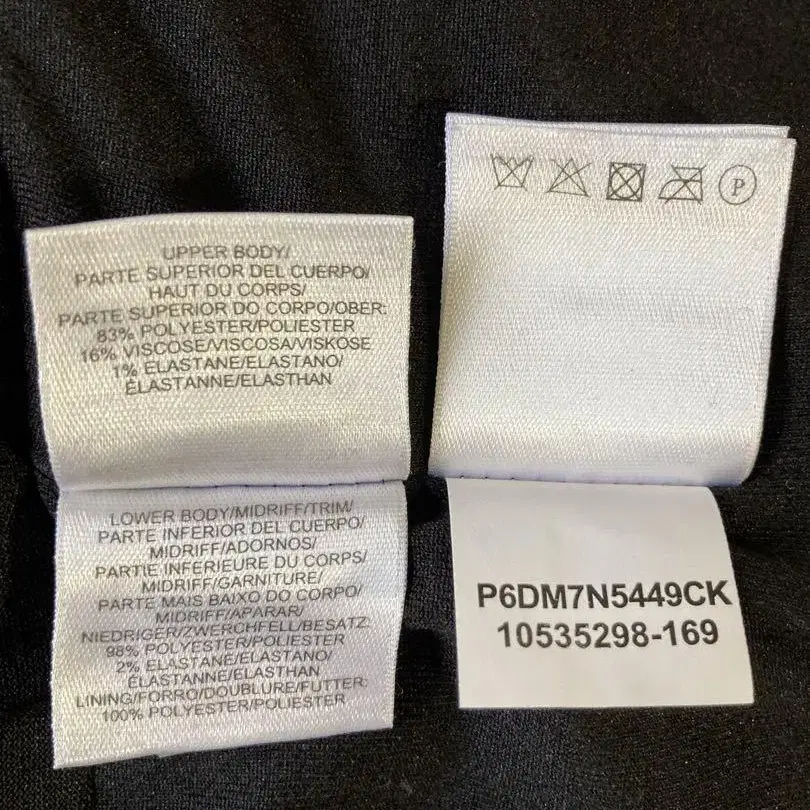 UPPER BODY/
PARTE SUPERIOR DEL CUERPO/
HAUT DU CORPS/
PARTE SUPERIOR DO CORPO/OBER:
83% POLYESTER/POLIESTER
16% VISCOSE/VISCOSA/VISKOSE
1% ELASTANE/ELASTANO/
ÉLASTANNE/ELASTHAN
LOWER BODY/MIDRIFF/TRIM/
PARTE INFERIOR DEL CUERPO/
MIDRIFF/ADORNOS/
PARTIE INFERIEURE DU CORPS/
MIDRIFF/GARNITURE/
PARTE MAIS BAIXO DO CORPO/
MIDRIFF/APARAR/
NIEDRIGER/ZWERCHFELL/BESATZ:
98% POLYESTER/POLIESTER
2% ELASTANE/ELASTANO/
ÉLASTANNE/ELASTHAN
LINING/FORRO/DOUBLURE/FUTTER:
100% POLYESTER/POLIESTER
P
P6DM7N5449CK
10535298-169